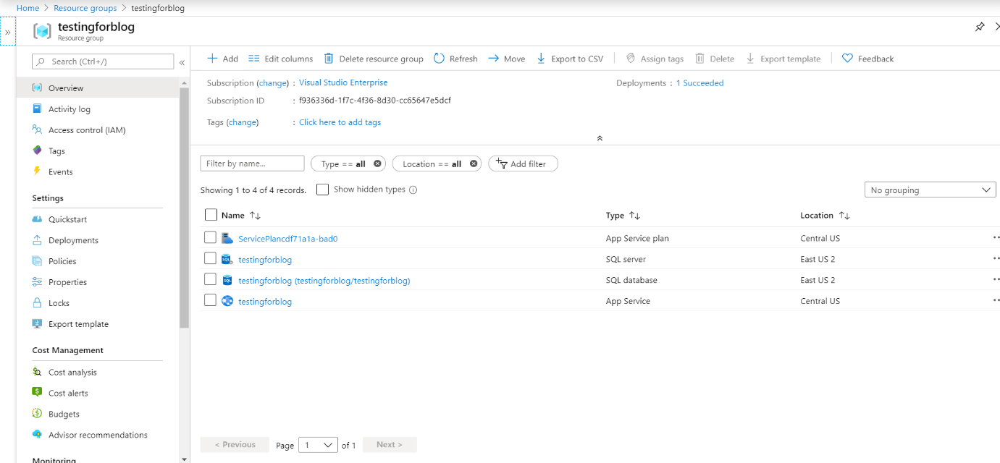 Home > Resource groups > testingforblog
» testingforblog
Resource group
Search (Ctrl+/) «
+ Add Edit columns Delete resource group Refresh Move Export to CSV Assign tags Delete Export template Feedback
Overview
Activity log
Access control (IAM)
Tags
Events
Settings
Quickstart
Deployments
Policies
Properties
Locks
Export template
Cost Management
Cost analysis
Cost alerts
Budgets
Advisor recommendations
Monitoring
Subscription (change) : Visual Studio Enterprise Deployments : 1 Succeeded
Subscription ID : f936336d-1f7c-4f36-8d30-cc65647e5dcf
Tags (change) : Click here to add tags
Filter by name... Type == all Location == all Add filter
Showing 1 to 4 of 4 records. Show hidden types No grouping
Name Type Location
ServicePlancdf71a1a-bad0 App Service plan Central US
testingforblog SQL server East US 2
testingforblog (testingforblog/testingforblog) SQL database East US 2
testingforblog App Service Central US
< Previous Page 1 of 1 Next >